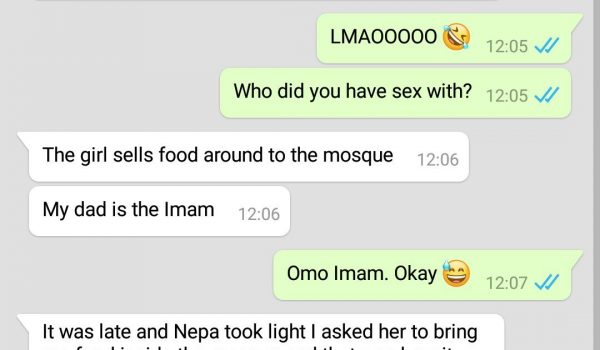 LMAOOOOO 🤣 12:05
Who did you have sex with? 12:05
The girl sells food around to the mosque 12:06
My dad is the Imam 12:06
Omo Imam. Okay 😅 12:07
It was late and Nepa took light I asked her to bring